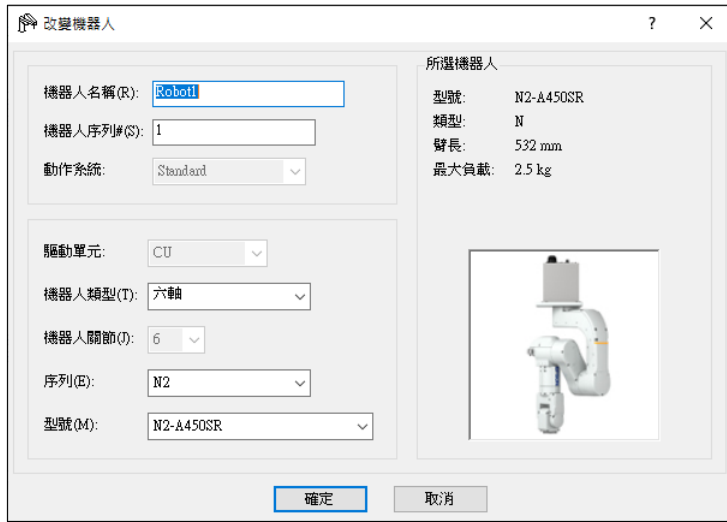 改變機器人
?
機器人名稱(R): Robot1
機器人序列#(S): 1
動作系統: Standard
驅動單元: CU
機器人類型(T): 六軸
機器人關節(J): 6
序列(E): N2
型號(M): N2-A450SR
所選機器人
型號: N2-A450SR
類型: N
臂長: 532 mm
最大負載: 2.5 kg
確定
取消